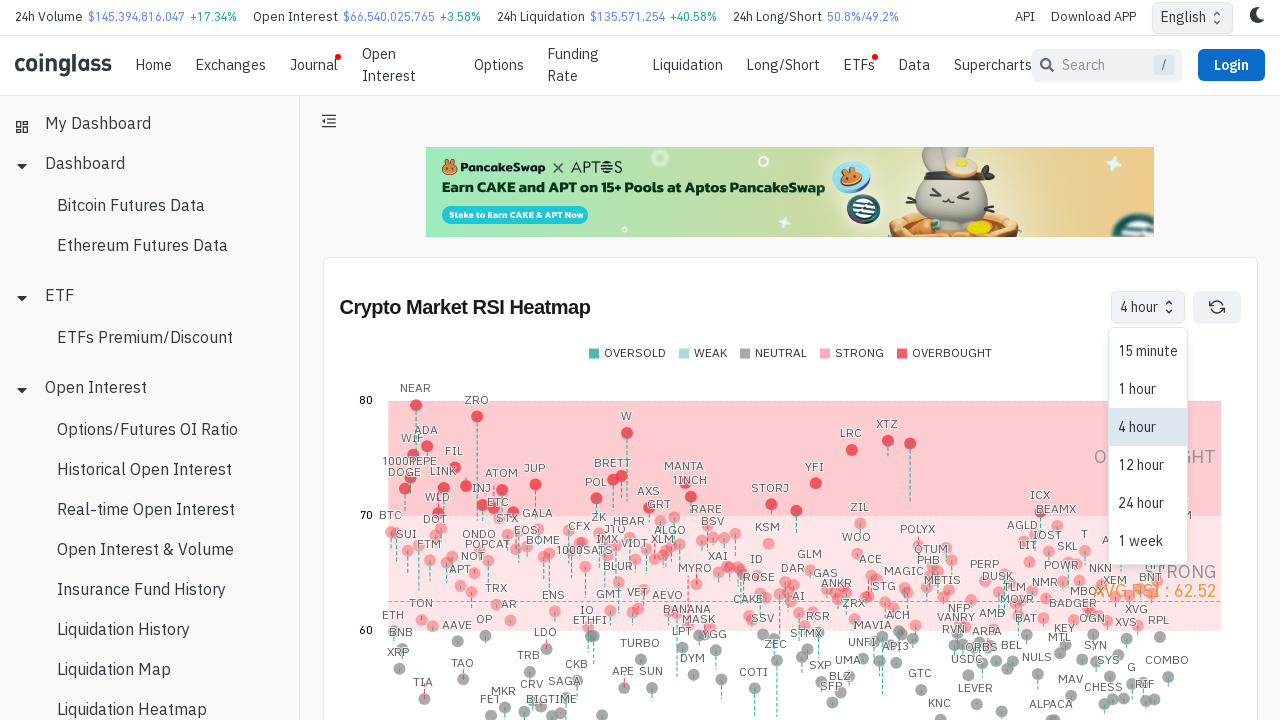 24h Volume $145,394,816,047 +17.34% Open Interest $66,540,025,765 +3.58% 24h Liquidation $135,571,254 +40.58% 24h Long/Short 50.8%/49.2% API Download APP English
coinglass Home Exchanges Journal Open Interest Options Funding Rate Liquidation Long/Short ETFs Data Supercharts Search / Login
My Dashboard
Dashboard
Bitcoin Futures Data
Ethereum Futures Data
ETF
ETFs Premium/Discount
Open Interest
Options/Futures OI Ratio
Historical Open Interest
Real-time Open Interest
Open Interest & Volume
Insurance Fund History
Liquidation History
Liquidation Map
Liquidation Heatmap
PancakeSwap X APTOS
Earn CAKE and APT on 15+ Pools at Aptos PancakeSwap
Stake to Earn CAKE & APT Now
Crypto Market RSI Heatmap
4 hour
15 minute
1 hour
4 hour
12 hour
24 hour
1 week
OVERSOLD WEAK NEUTRAL STRONG OVERBOUGHT
80
70
60
NEAR
ZRO
ADA
WIF
FIL
1000PEPE
DOGE
LINK
ATOM
JUP
INJ
WLD
ETC
BTC
DOT
STX
GALA
SUI
FTM
ONDO
POPCAT
NOT
EOS
BOME
APT
TRX
TON
AR
ETH
AAVE
OP
BNB
XRP
TAO
TIA
LDO
TRB
MKR
CRV
FET
SAGA
BIGTIME
ENS
CKB
IO
ETHFI
W
BRETT
POL
AXS
GRT
MANTA
1INCH
RARE
BSV
ZK
HBAR
JTO
CFX
IMX
VIDT
XLM
ALGO
1000SATS
BLUR
XAI
MYRO
GMT
VET
AEVO
BANANA
MASK
LPT
YGG
TURBO
DYM
APE
SUN
COTI
LRC
XTZ
YFI
STORJ
ZIL
KSM
WOO
POLYX
ID
GLM
ACE
OTUM
PHB
ROSE
DAR
GAS
MAGIC
METIS
ANKR
STG
CAKE
AI
ZRX
SSV
RSR
ACH
STMX
MAVIA
ZEC
UNFI
API3
SXP
UMA
BLZ
SFP
GTC
KNC
ICX
BEAMX
AGLD
IOST
T
LIT
SKL
PERP
POWR
NKN
DUSK
NMR
XEM
BNT
TLM
MBO
MOVR
BADGER
NFP
AMB
XVG
VANRY
BAT
OGN
XVS
RPL
RVN
ARPA
KEY
ORBS
BEL
MTL
SYN
USDC
NULS
SYS
COMBO
G
LEVER
MAV
CHESS
RIF
ALPACA
STRONG
AVG RSI : 62.52